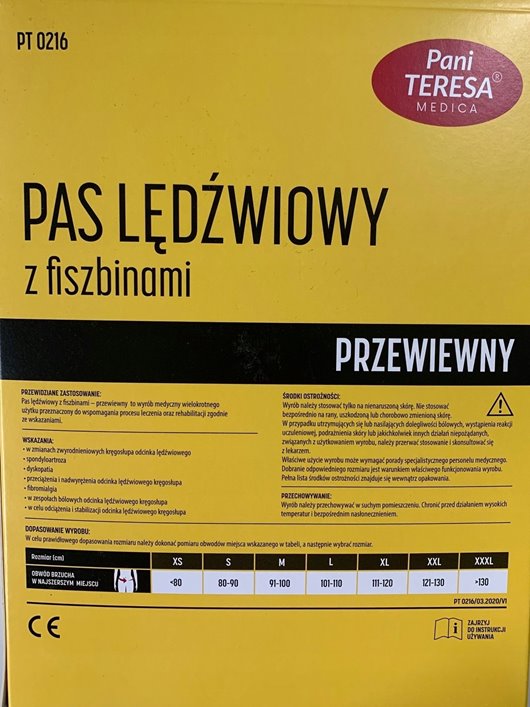 PT 0216
Pani
TERESA®
MEDICA
PAS LĘDŹWIOWY
z fiszbinami
PRZEWIEWNY
PRZEWIDZIANE ZASTOSOWANIE:
Pas lędźwiowy z fiszbinami – przewiewny to wyrób medyczny wielokrotnego
użytku przeznaczony do wspomagania procesu leczenia oraz rehabilitacji zgodnie
ze wskazaniami.
WSKAZANIA:
• w zmianach zwyrodnieniowych kręgosłupa odcinka lędźwiowego
• spondyloartroza
• dyskopatia
• przeciążenia i nadwyrężenia odcinka lędźwiowego kręgosłupa
• fibromialgia
• w zespołach bólowych odcinka lędźwiowego kręgosłupa
• w celu odciążenia i stabilizacji odcinka lędźwiowego kręgosłupa
ŚRODKI OSTROŻNOŚCI:
Wyrób należy stosować tylko na nienaruszoną skórę. Nie stosować
bezpośrednio na rany, uszkodzoną lub chorobowo zmienioną skórę.
W przypadku utrzymujących się lub nasilających dolegliwości bólowych, wystąpienia reakcji
uczuleniowej, podrażnienia skóry lub jakichkolwiek innych działań niepożądanych,
związanych z użytkowaniem wyrobu, należy przerwać stosowanie i skonsultować się
z lekarzem.
Właściwe użycie wyrobu może wymagać porady specjalistycznego personelu medycznego.
Dobranie odpowiedniego rozmiaru jest warunkiem właściwego funkcjonowania wyrobu.
Pełna lista środków ostrożności znajduje się wewnątrz opakowania.
PRZECHOWYWANIE:
Wyrób należy przechowywać w suchym pomieszczeniu. Chronić przed działaniem wysokich
temperatur i bezpośrednim nasłonecznieniem.
DOPASOWANIE WYROBU:
W celu prawidłowego dopasowania rozmiaru należy dokonać pomiaru obwodów miejsca wskazanego w tabeli, a następnie wybrać rozmiar.
Rozmiar (cm) XS S M L XL XXL XXXL
OBWÓD BRZUCHA
W NAJSZERSZYM MIEJSCU <80 80-90 91-100 101-110 111-120 121-130 >130
PT 0216/03.2020/V1
CE
i
ZAJRZYJ
DO INSTRUKCJI
UŻYWANIA